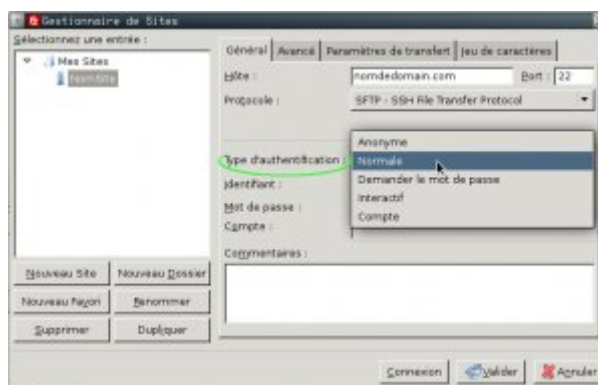 Gestionnaire de Sites
Sélectionnez une entrée :
Mes Sites
Général Avancé Paramètres de transfert Jeu de caractères
Hôte : nomdedomain.com Port : 22
Protocole : SFTP - SSH File Transfer Protocol
Anonyme
Type d'authentification : Normale
Demander le mot de passe
Identifiant :
Interactif
Mot de passe :
Compte
Compte :
Commentaires :
Nouveau Site Nouveau Dossier
Nouveau Favori Renommer
Supprimer Dupliquer
Connexion Valider Annuler